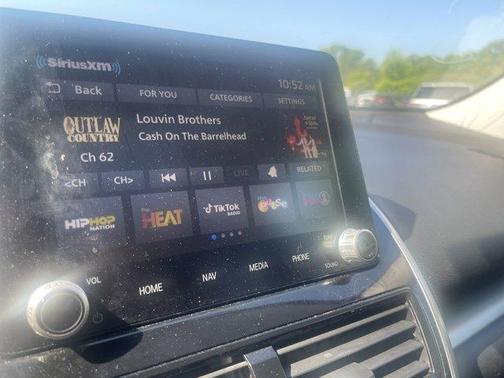 SiriusXM
10:52 AM
Back FOR YOU CATEGORIES SETTINGS
OUTLAW COUNTRY
Louvin Brothers
Cash On The Barrelhead
Ch 62
<CH CH> LIVE RELATED
HIPHOP NATION
The HEAT
TikTok RADIO
Pulse
VOL HOME NAV MEDIA PHONE SOUND